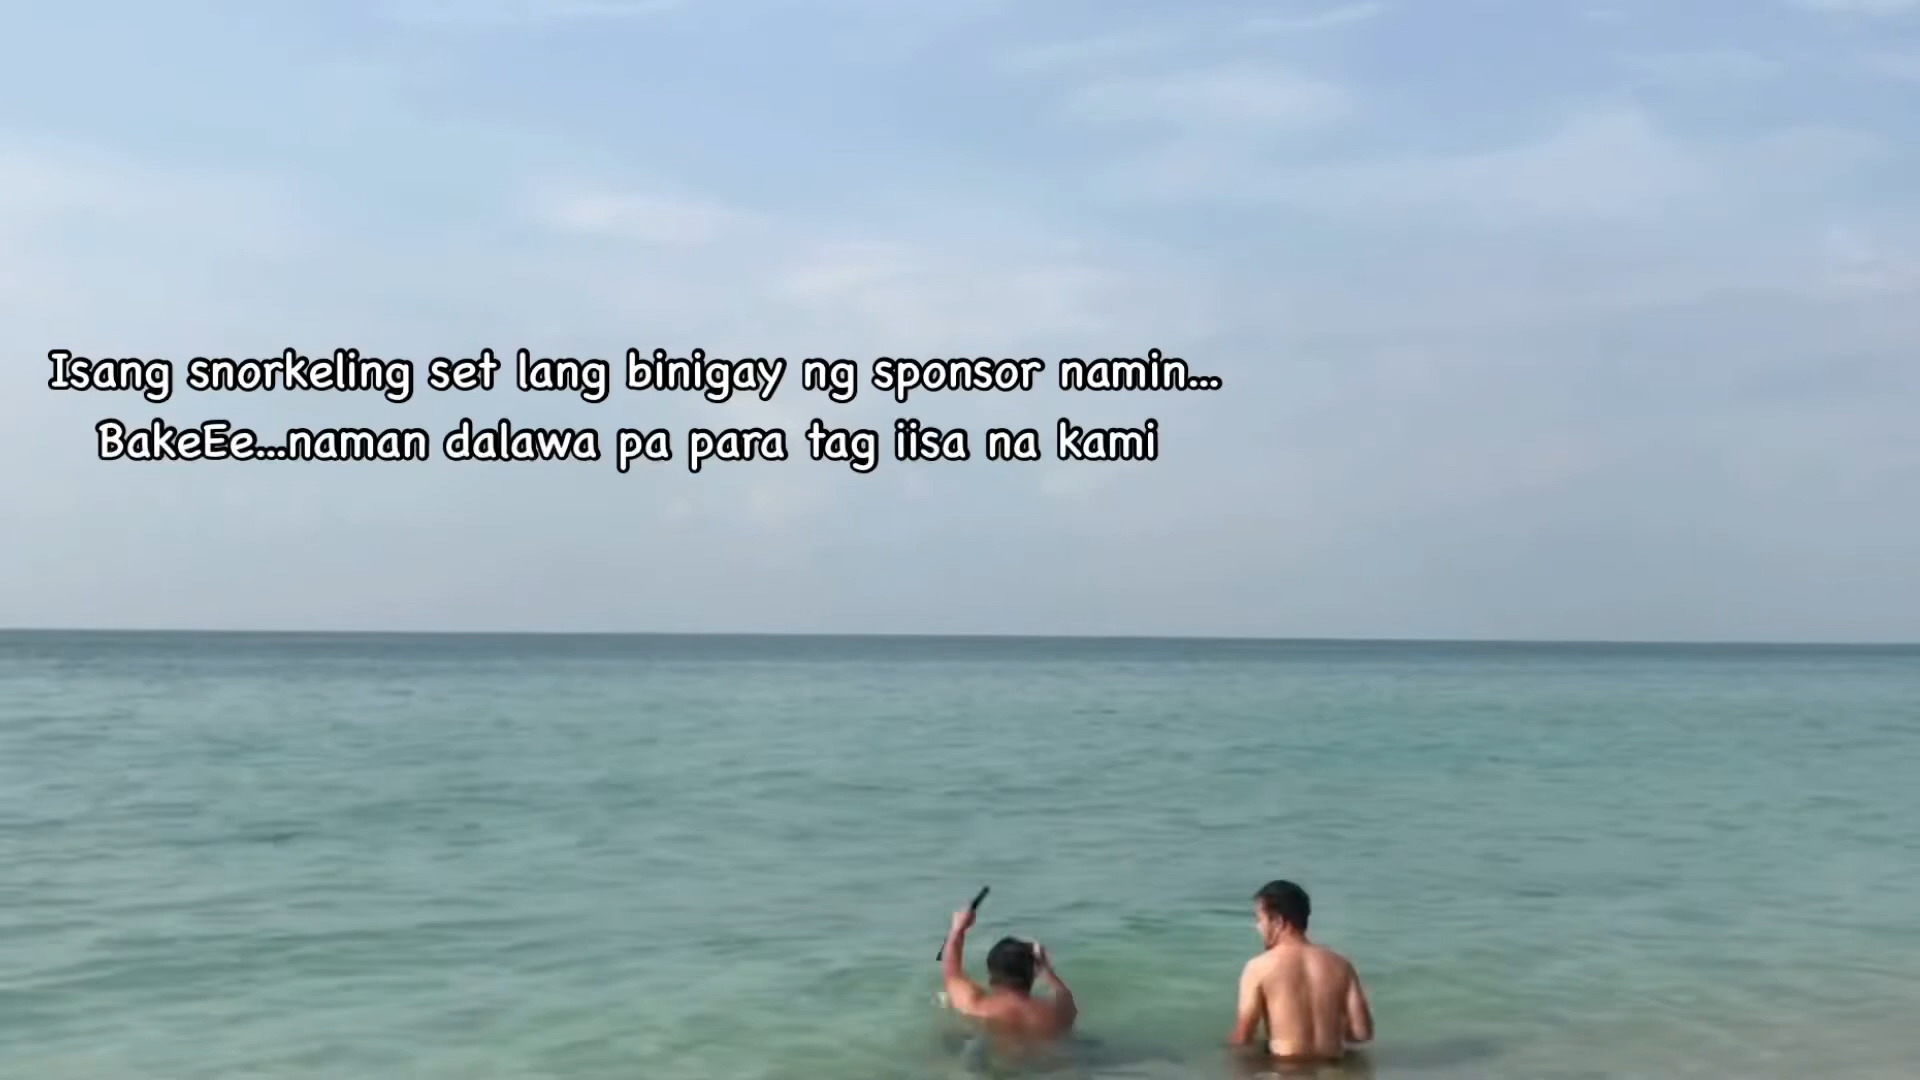 Isang snorkeling set lang binigay ng sponsor namin...
BakeEe...naman dalawa pa para tag iisa na kami